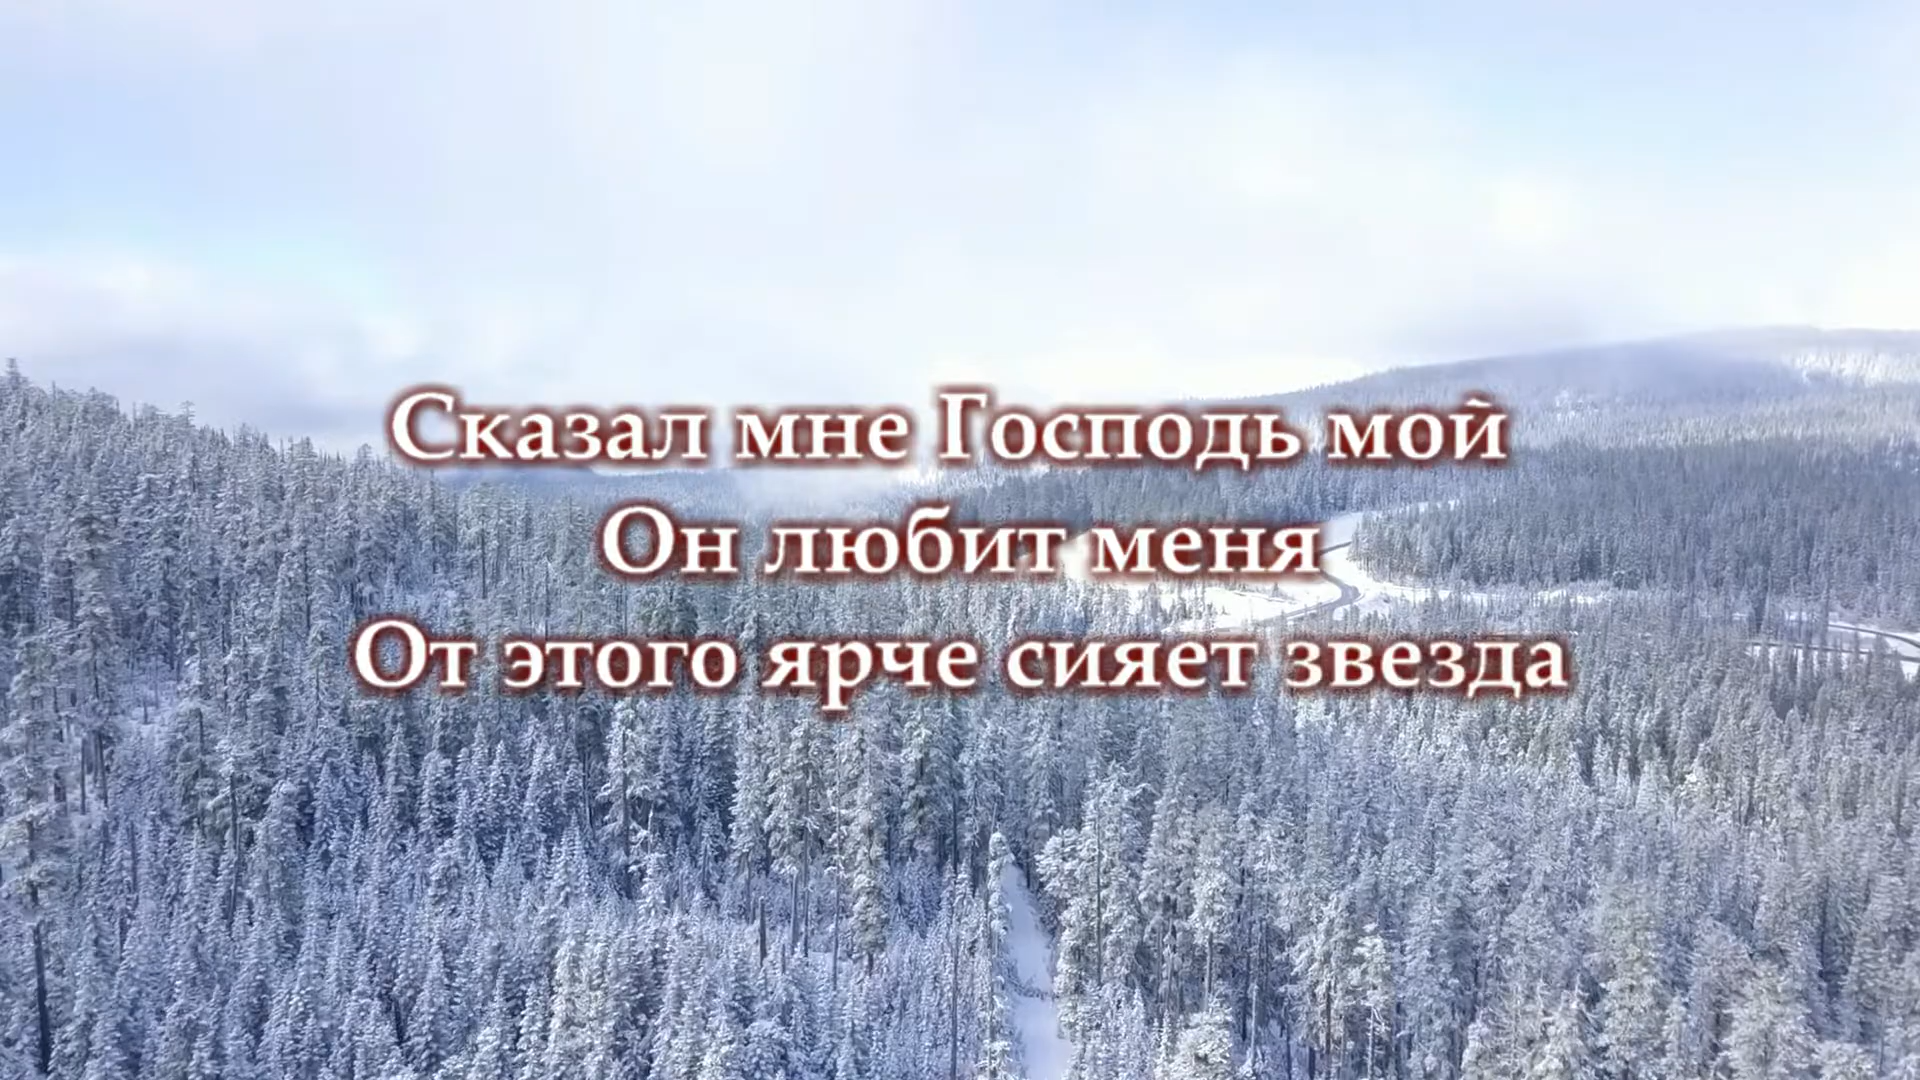 Сказал мне Господь мой
Он любит меня
От этого ярче сияет звезда